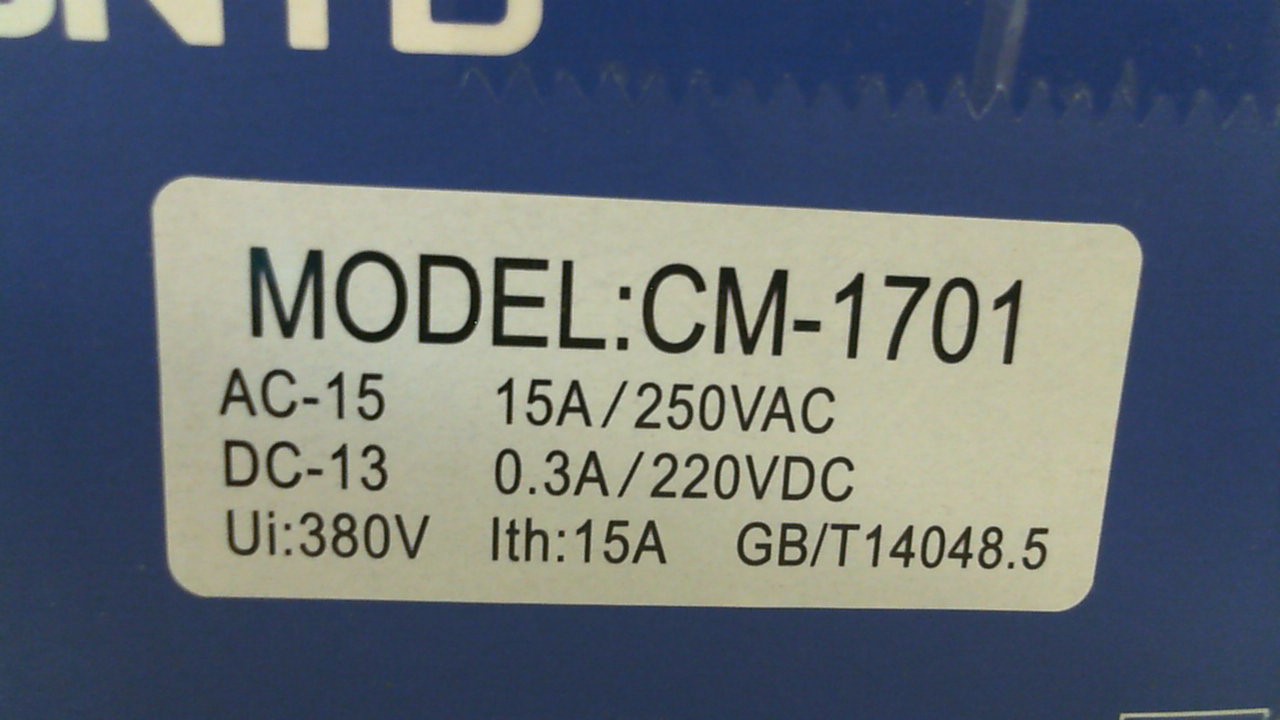 MODEL:CM-1701
AC-15 15A/250VAC
DC-13 0.3A/220VDC
Ui:380V Ith:15A GB/T14048.5